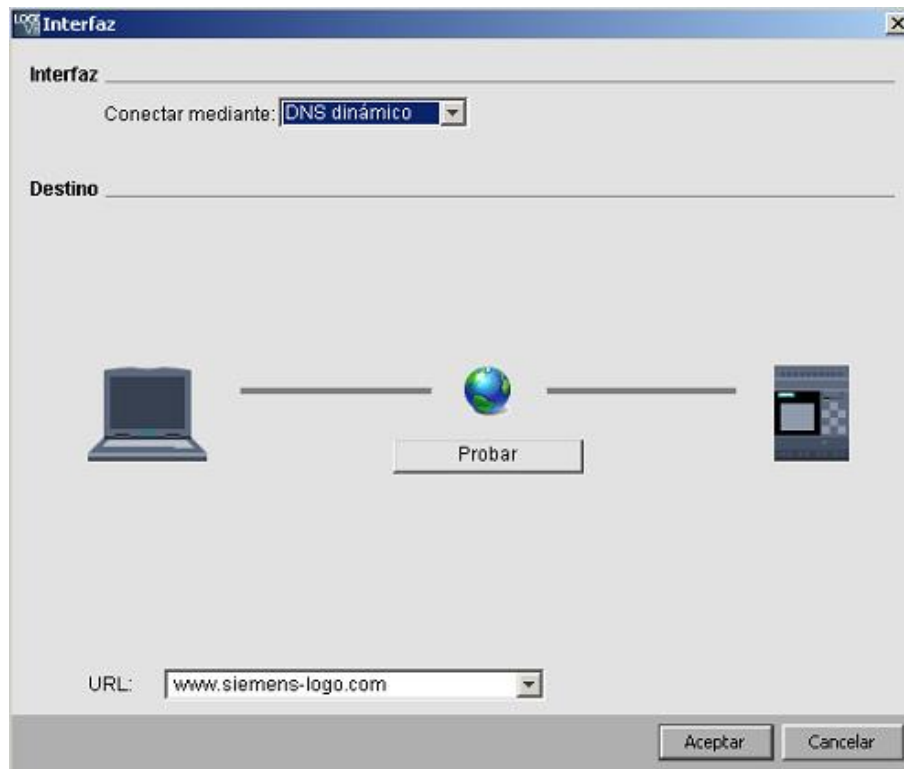 Interfaz
Interfaz
Conectar mediante: DNS dinámico
Destino
Probar
URL: www.siemens-logo.com
Aceptar Cancelar